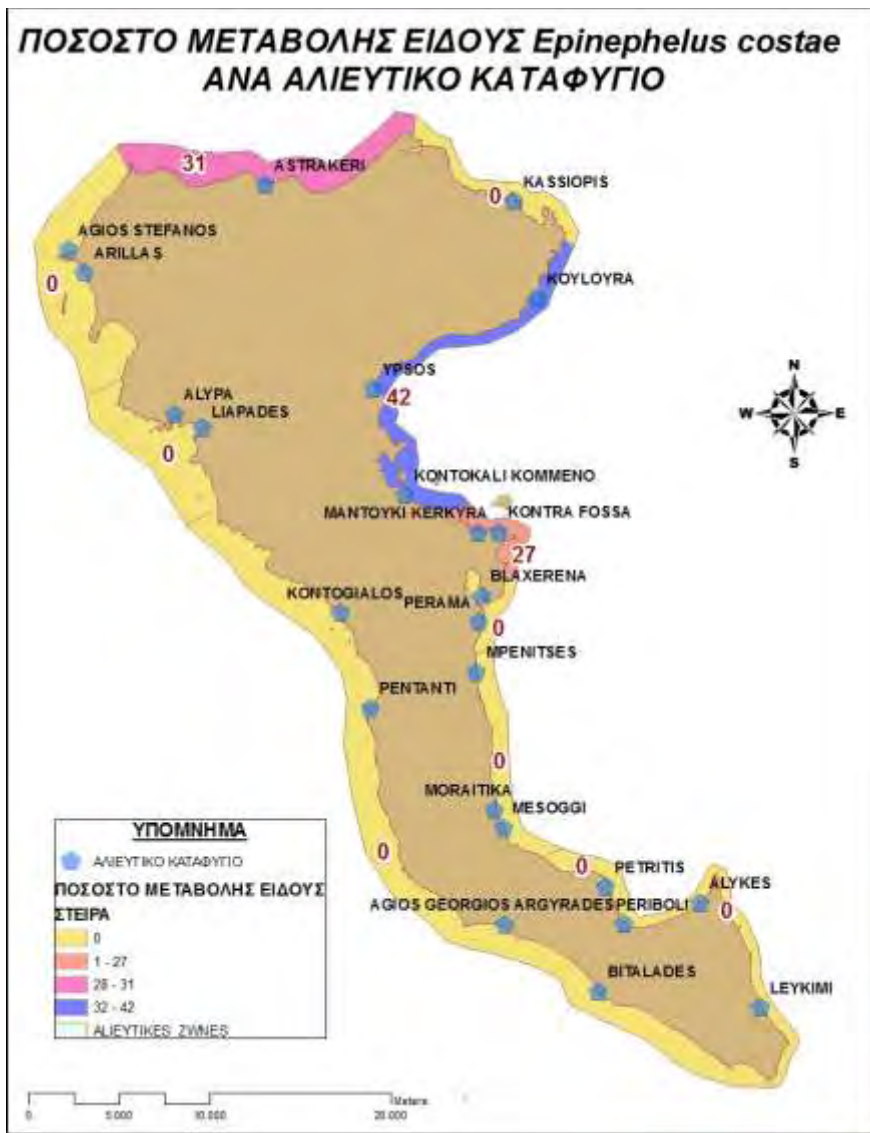 ΠΟΣΟΣΤΟ ΜΕΤΑΒΟΛΗΣ ΕΙΔΟΥΣ Epinephelus costae
ΑΝΑ ΑΛΙΕΥΤΙΚΟ ΚΑΤΑΦΥΓΙΟ
31
ASTRAKERI
KASSIOPIS
0
AGIOS STEFANOS
ARILLAS
0
KOYLOYRA
N
W E
S
YPSOS
42
ALYPA
LIAPADES
0
KONTOKALI KOMMENO
MANTOYKI KERKYRA
KONTRA FOSSA
27
BLAXERENA
KONTOGIALOS
PERAMA
0
MPENITSES
PENTANTI
0
MORAITIKA
MESOGGI
0
0
PETRITIS
ALYKES
0
AGIOS GEORGIOS ARGYRADES
PERIBOLI
BITALADES
LEYKIMI
ΥΠΟΜΝΗΜΑ
ΑΛΙΕΥΤΙΚΟ ΚΑΤΑΦΥΓΙΟ
ΠΟΣΟΣΤΟ ΜΕΤΑΒΟΛΗΣ ΕΙΔΟΥΣ
ΣΤΕΙΡΑ
0
1 - 27
28 - 31
32 - 42
ALIEYTIKES_ZWNES
Meters
0 5.000 10.000 20.000